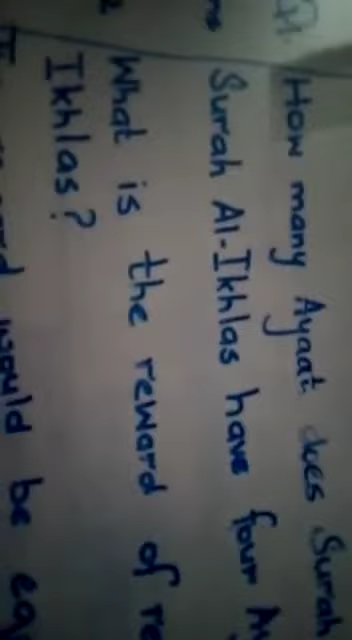 How many Ayaat does Surah
Surah Al-Ikhlas have four
What is the reward of
Ikhlas?
would be